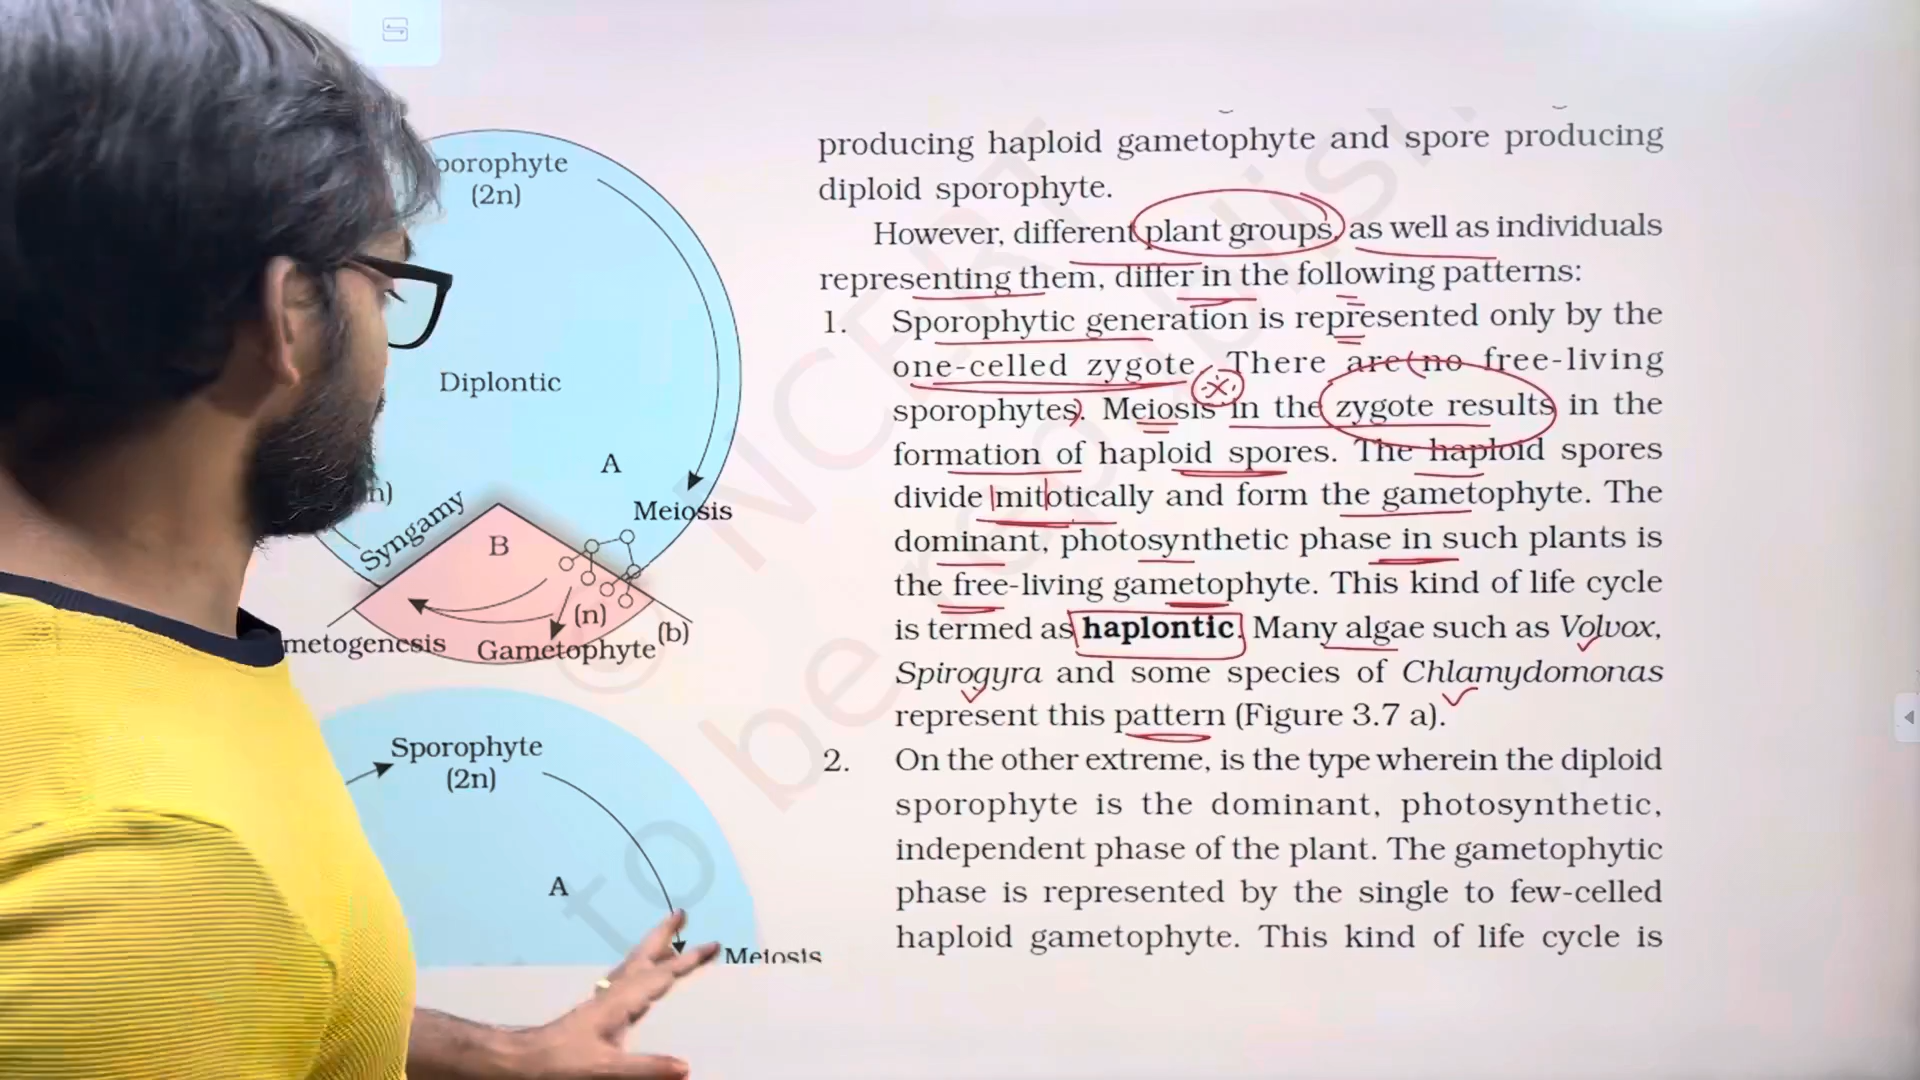 porophyte
(2n)
Diplontic
A
Meiosis
n)
Syngamy
B
(n)
metogenesis
Gametophyte
(b)
Sporophyte
(2n)
A
Meiosis
producing haploid gametophyte and spore producing
diploid sporophyte.
However, different plant groups, as well as individuals
representing them, differ in the following patterns:
1. Sporophytic generation is represented only by the
one-celled zygote. There are no free-living
sporophytes. Meiosis in the zygote results in the
formation of haploid spores. The haploid spores
divide mitotically and form the gametophyte. The
dominant, photosynthetic phase in such plants is
the free-living gametophyte. This kind of life cycle
is termed as haplontic. Many algae such as Volvox,
Spirogyra and some species of Chlamydomonas
represent this pattern (Figure 3.7 a).
2. On the other extreme, is the type wherein the diploid
sporophyte is the dominant, photosynthetic,
independent phase of the plant. The gametophytic
phase is represented by the single to few-celled
haploid gametophyte. This kind of life cycle is
© NCERT
to be